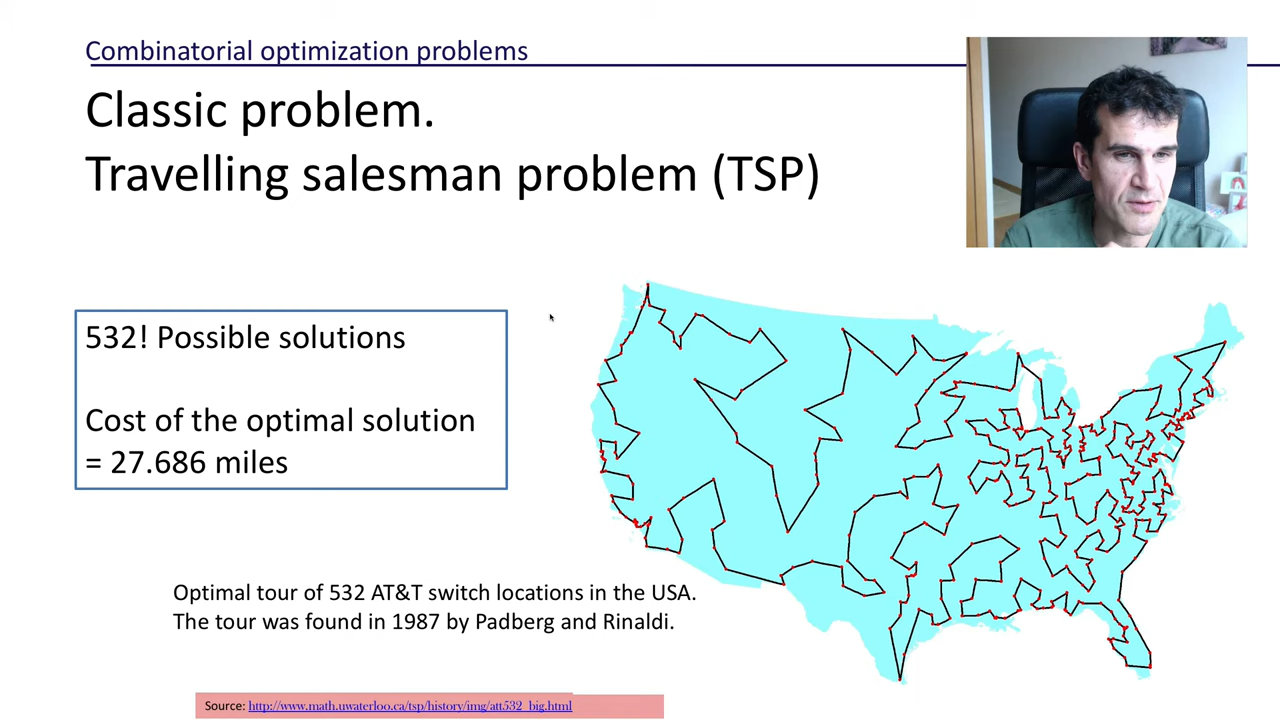 Combinatorial optimization problems
Classic problem.
Travelling salesman problem (TSP)
532! Possible solutions
Cost of the optimal solution
= 27.686 miles
Optimal tour of 532 AT&T switch locations in the USA.
The tour was found in 1987 by Padberg and Rinaldi.
Source: http://www.math.uwaterloo.ca/tsp/history/img/att532_big.html